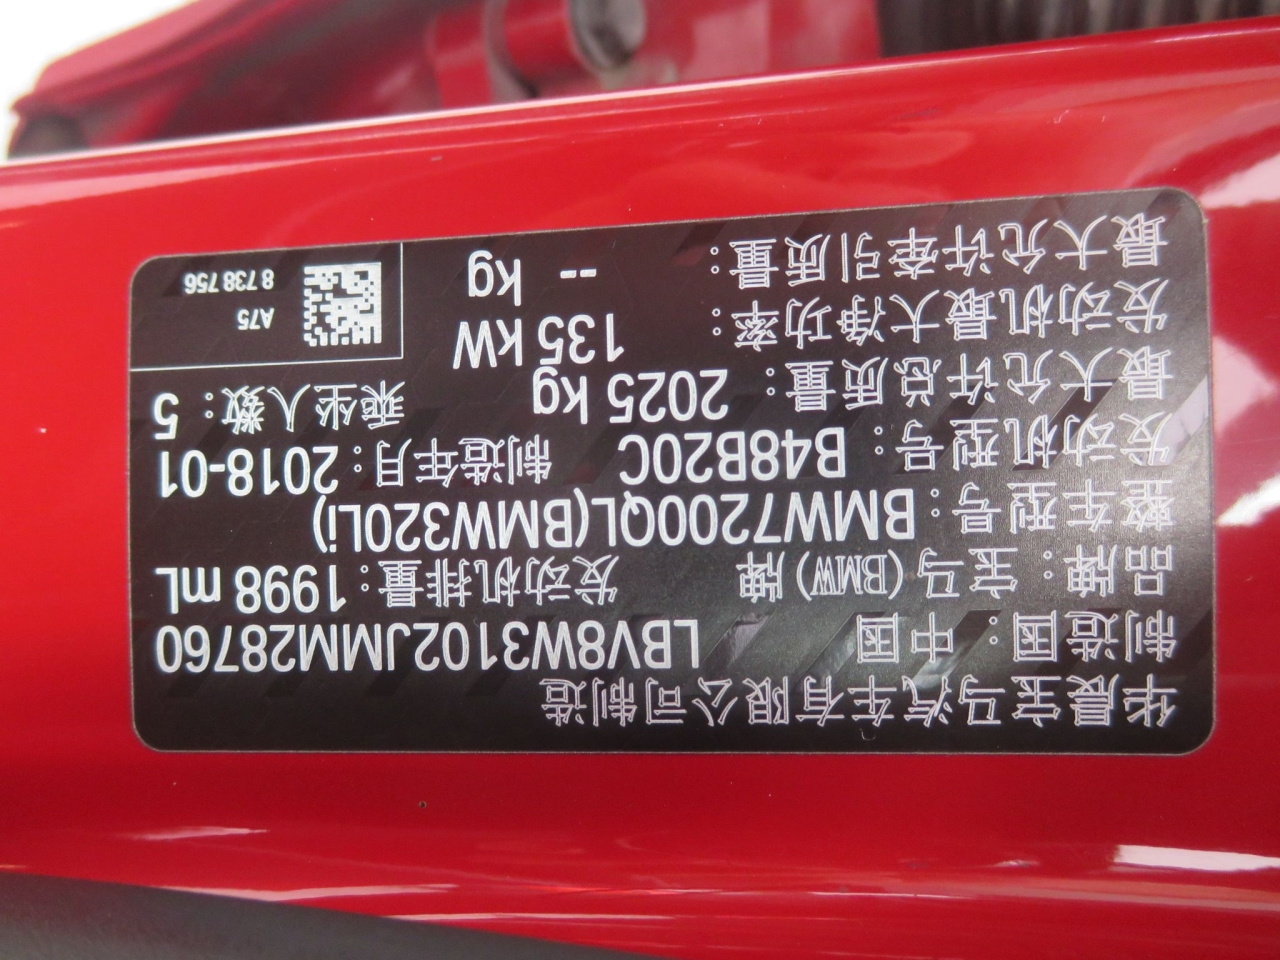 华晨宝马汽车有限公司制造
制造国：中国 LBV8W3102JMM28760
品牌：宝马(BMW)牌 发动机排量：1998 mL
整车型号：BMW7200QL(BMW320Li)
发动机型号：B48B20C 制造年月：2018-01
最大允许总质量：2025 kg 乘坐人数：5
发动机最大净功率：135 kW
最大允许牵引质量：-- kg
A75
8 738 756